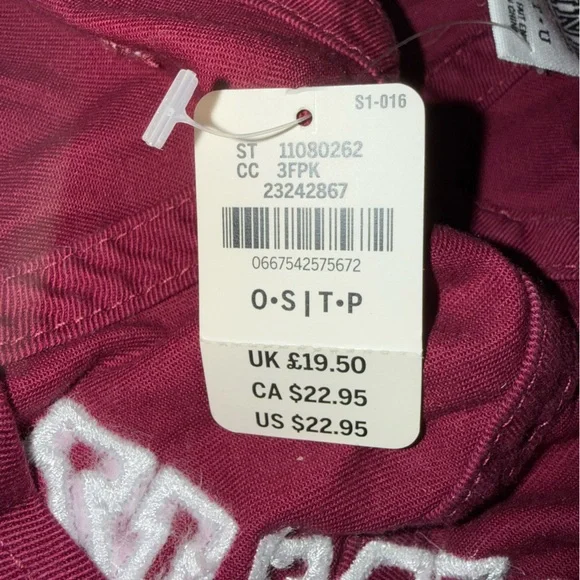 S1-016
ST 11080262
CC 3FPK
23242867
0667542575672
O•S | T•P
UK £19.50
CA $22.95
US $22.95